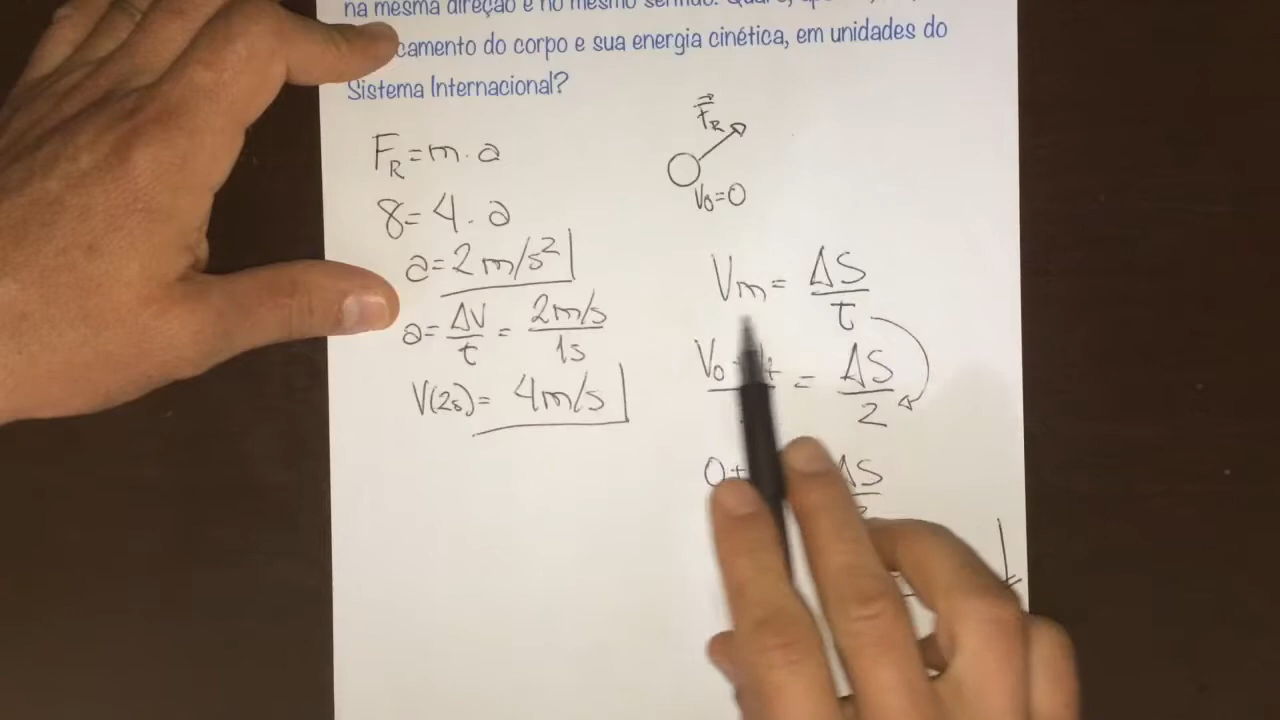 na mesma direção e no mesmo sentido.
camento do corpo e sua energia cinética, em unidades do
Sistema Internacional?
F_R = m . a
8 = 4 . a
a = 2 m/s²
a = ΔV/t = 2m/s/1s
V(2s) = 4m/s
F_R
V₀ = 0
Vm = ΔS/t
V₀ + = ΔS/2
0 + ΔS